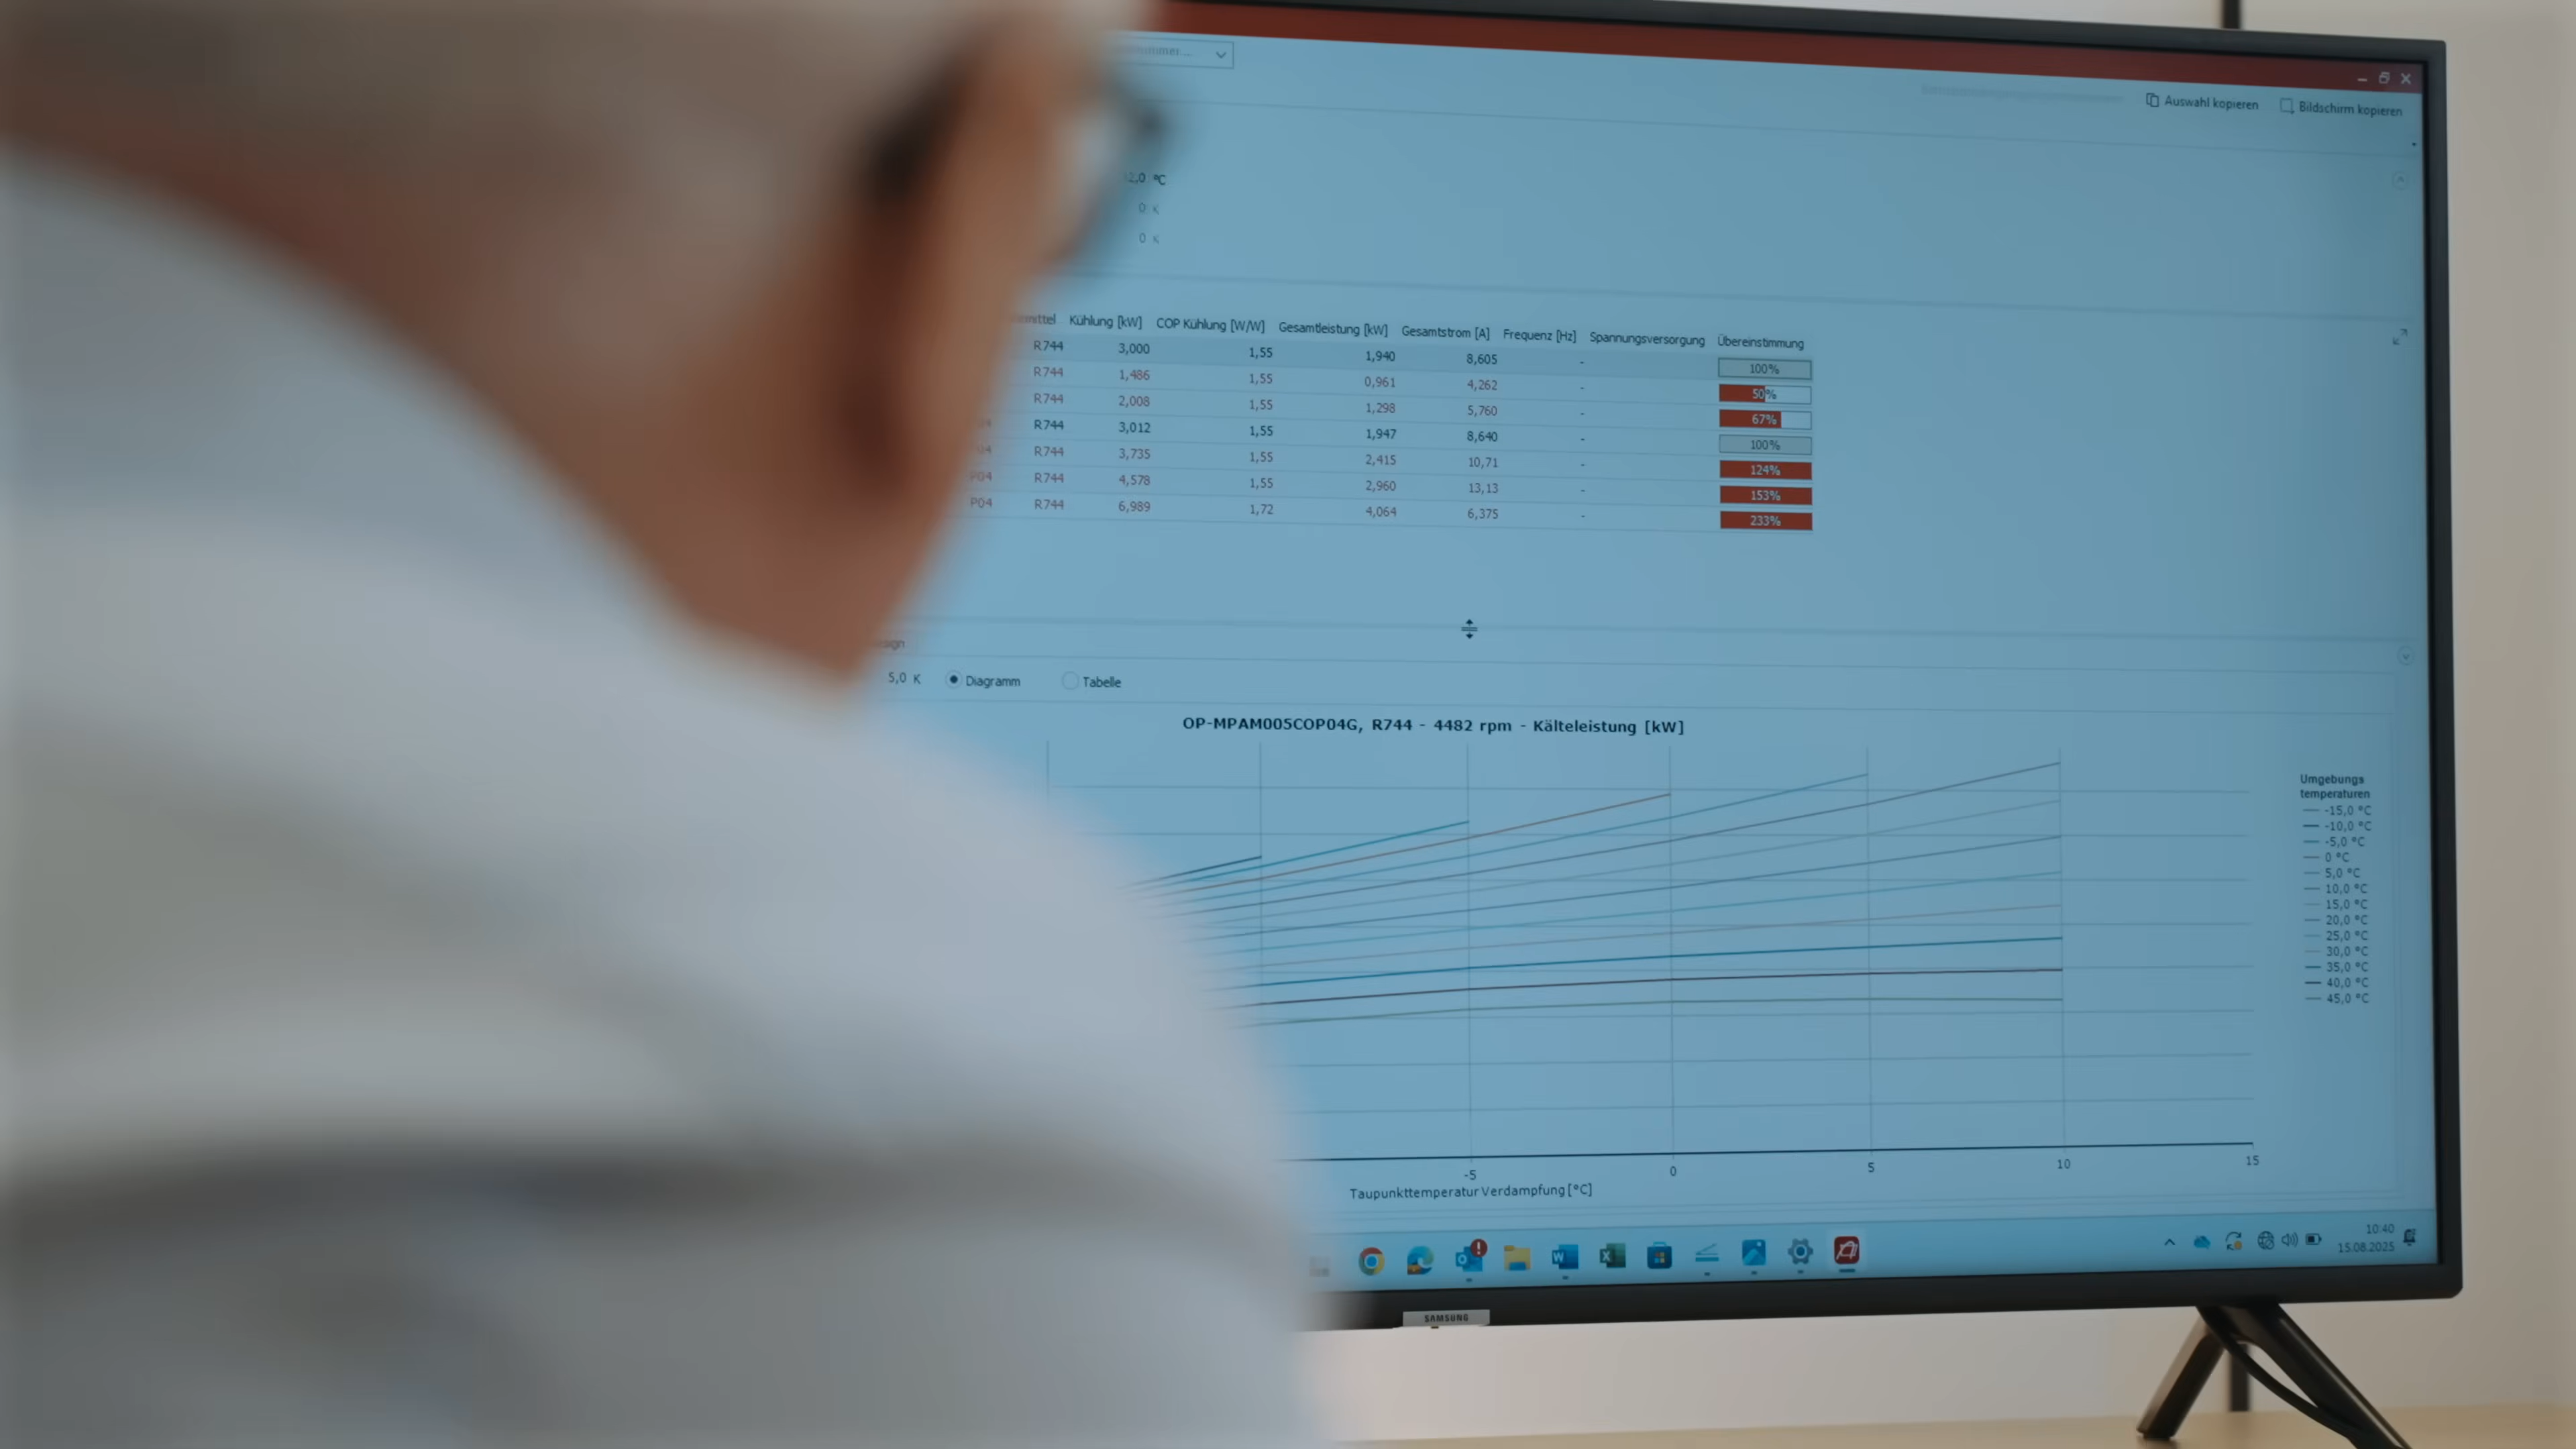 Auswahl kopieren Bildschirm kopieren
°C
0 K
0 K
Kühlung [kW] COP Kühlung [W/W] Gesamtleistung [kW] Gesamtstrom [A] Frequenz [Hz] Spannungsversorgung Übereinstimmung
R744 3,000 1,55 1,940 8,605 - 100%
R744 1,486 1,55 0,961 4,262 - 50%
R744 2,008 1,55 1,298 5,760 - 67%
R744 3,012 1,55 1,947 8,640 - 100%
R744 3,735 1,55 2,415 10,71 - 124%
P04 R744 4,578 1,55 2,960 13,13 - 153%
P04 R744 6,989 1,72 4,064 6,375 - 233%
5,0 K Diagramm Tabelle
OP-MPAM005COP04G, R744 - 4482 rpm - Kälteleistung [kW]
Umgebungs
temperaturen
-15,0 °C
-10,0 °C
-5,0 °C
0 °C
5,0 °C
10,0 °C
15,0 °C
20,0 °C
25,0 °C
30,0 °C
35,0 °C
40,0 °C
45,0 °C
-5 0 5 10 15
Taupunkttemperatur Verdampfung [°C]
10:40
15.08.2025
SAMSUNG